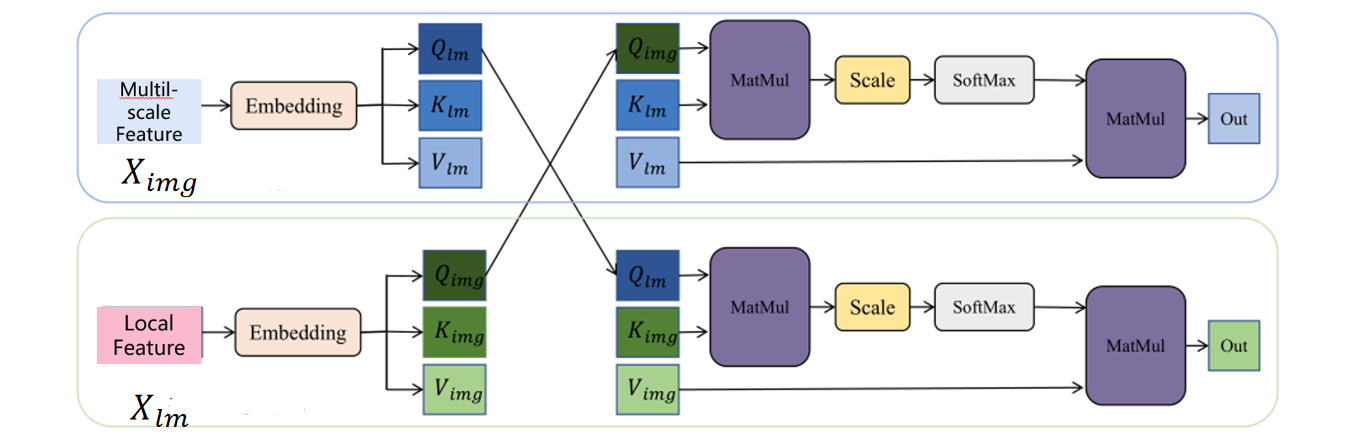 Multil-
scale
Feature
X_img
Embedding
Q_lm
K_lm
V_lm
Q_img
K_lm
V_lm
MatMul
Scale
SoftMax
MatMul
Out
Local
Feature
X_lm
Embedding
Q_img
K_img
V_img
Q_lm
K_img
V_img
MatMul
Scale
SoftMax
MatMul
Out